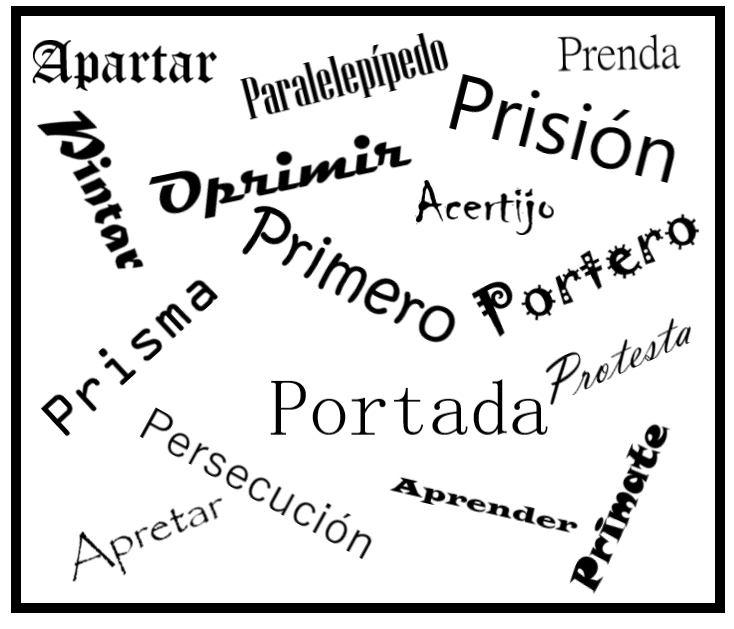 Apartar
Paralelepípedo
Prenda
Prisión
Pintar
Oprimir
Acertijo
Primero
Portero
Prisma
Protesta
Portada
Persecución
Aprender
Primate
Apretar